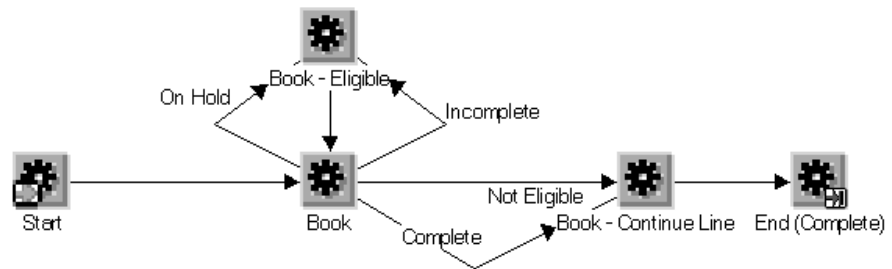 Book - Eligible
On Hold
Incomplete
Not Eligible
Start
Book
Book - Continue Line
End (Complete)
Complete